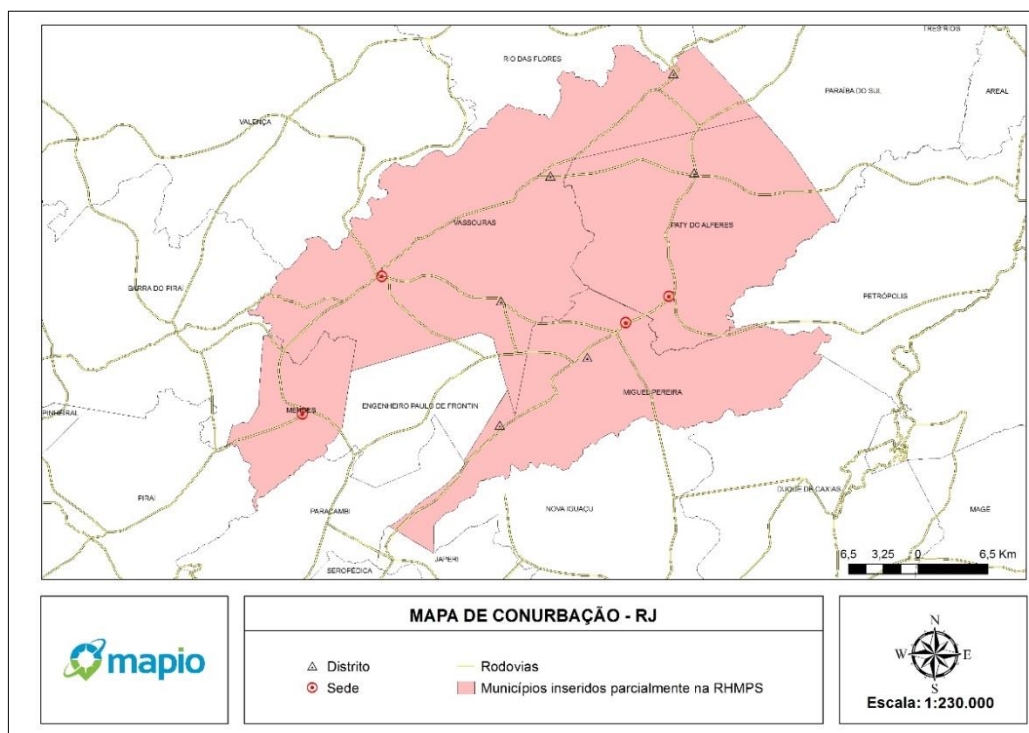 TRES RIOS
RIO DAS FLORES
PARAÍBA DO SUL
AREAL
VALENÇA
VASSOURAS
PATY DO ALFERES
BARRA DO PIRAÍ
PETRÓPOLIS
MIGUEL PEREIRA
ENGENHEIRO PAULO DE FRONTIN
MENDES
PINHEIRAL
DUQUE DE CAXIAS
PIRAÍ
PARACAMBI
NOVA IGUAÇU
MAGÉ
JAPERI
SEROPÉDICA
6,5 3,25 0 6,5 Km
mapio
MAPA DE CONURBAÇÃO - RJ
Distrito
Rodovias
Sede
Municípios inseridos parcialmente na RHMPS
N
W E
S
Escala: 1:230.000